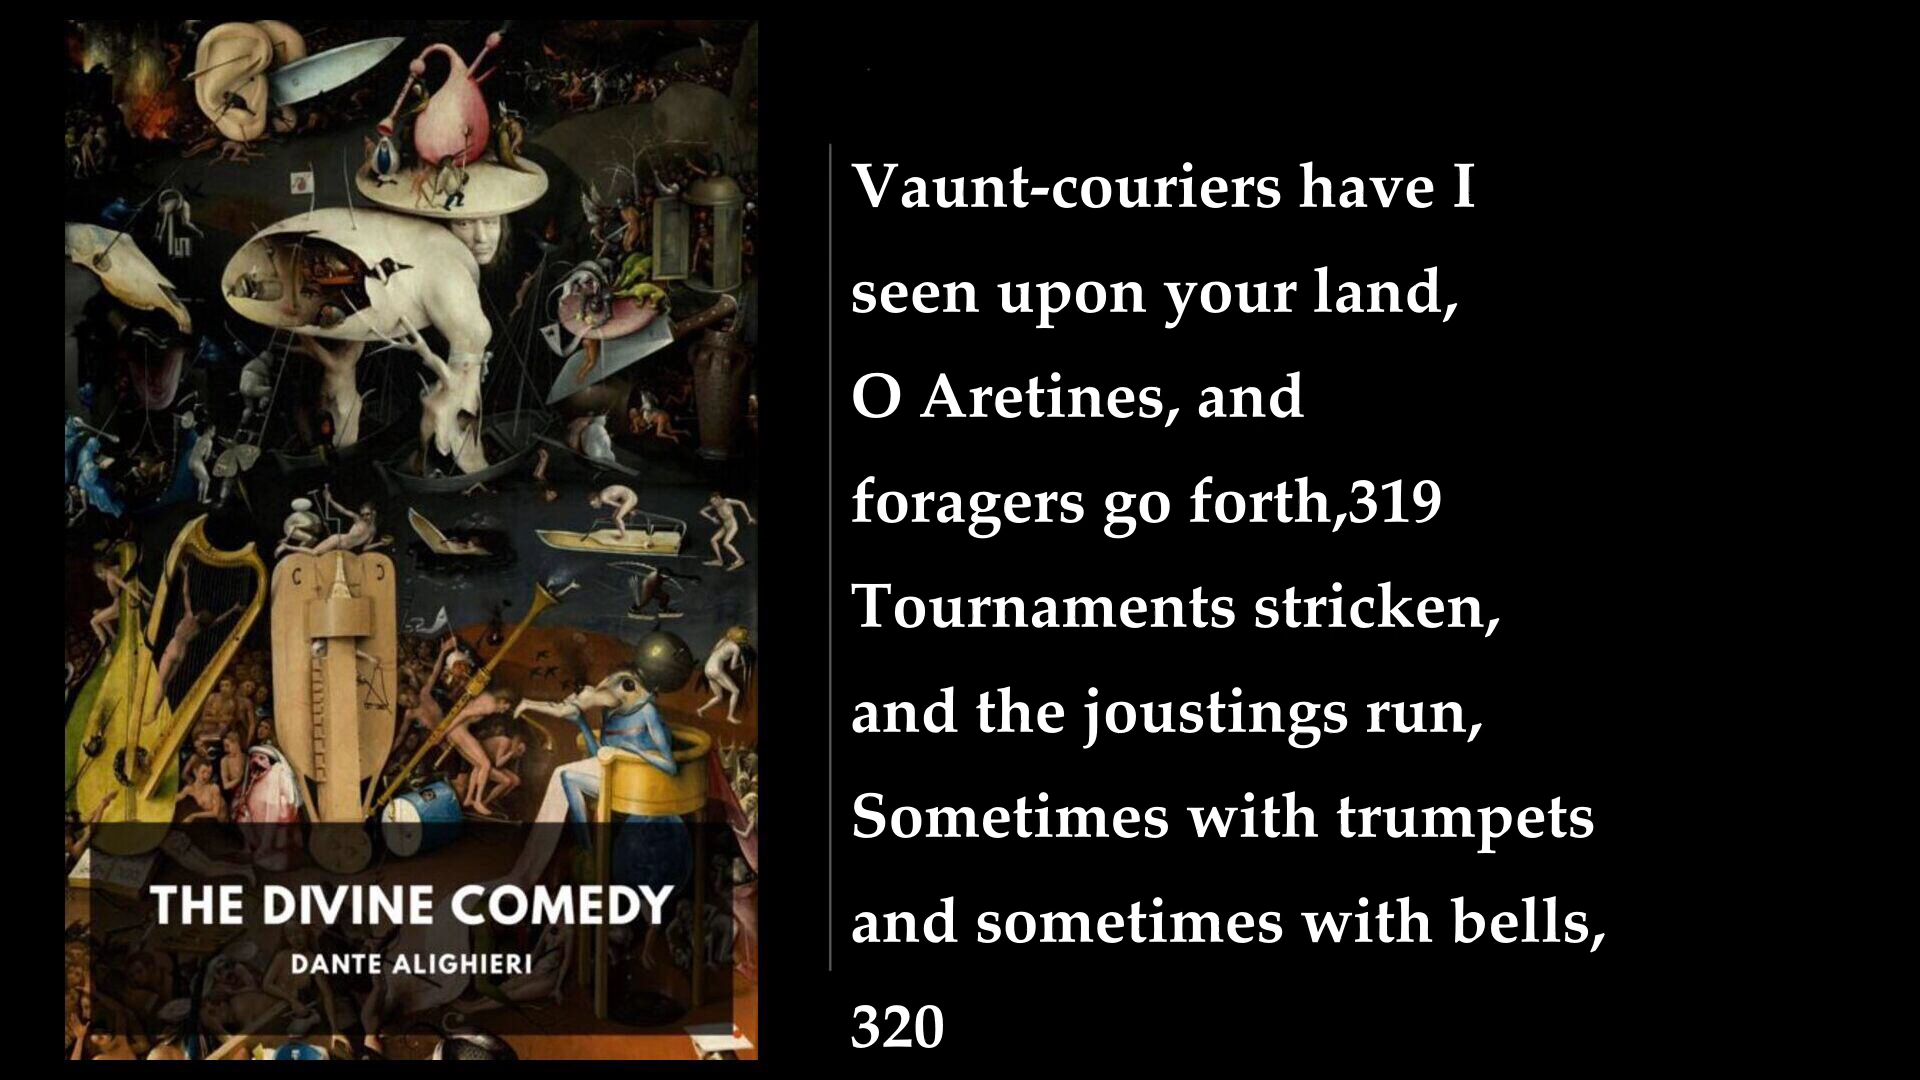 THE DIVINE COMEDY
DANTE ALIGHIERI
Vaunt-couriers have I
seen upon your land,
O Aretines, and
foragers go forth,319
Tournaments stricken,
and the joustings run,
Sometimes with trumpets
and sometimes with bells,
320